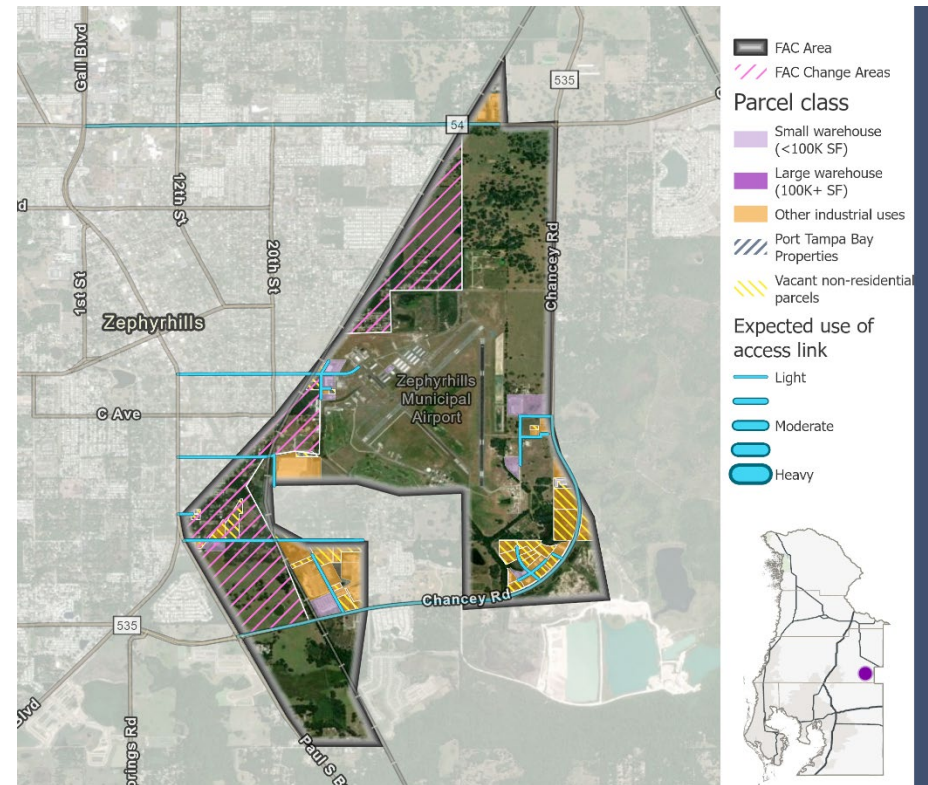 Gall Blvd
535
54
12th St
20th St
Chancey Rd
1st St
Zephyrhills
Zephyrhills
Municipal
Airport
C Ave
Chancey Rd
535
Paul S B
FAC Area
FAC Change Areas
Parcel class
Small warehouse
(<100K SF)
Large warehouse
(100K+ SF)
Other industrial uses
Port Tampa Bay
Properties
Vacant non-residential
parcels
Expected use of
access link
Light
Moderate
Heavy